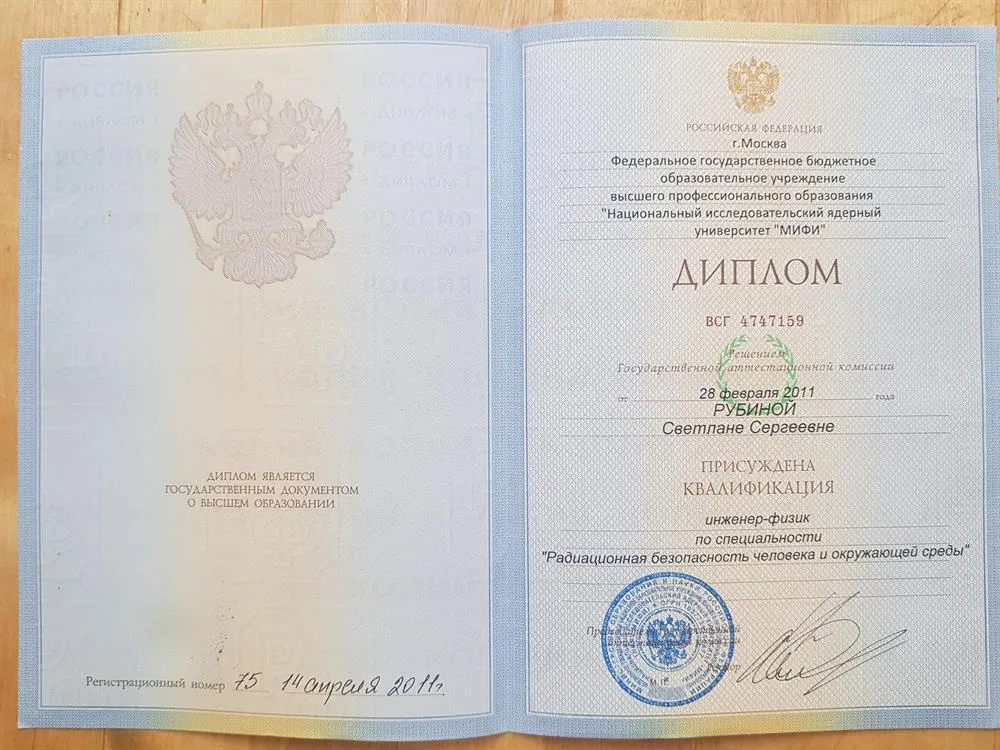 ДИПЛОМ ЯВЛЯЕТСЯ
ГОСУДАРСТВЕННЫМ ДОКУМЕНТОМ
О ВЫСШЕМ ОБРАЗОВАНИИ
Регистрационный номер 75 14 апреля 2011г.
РОССИЙСКАЯ ФЕДЕРАЦИЯ
г.Москва
Федеральное государственное бюджетное
образовательное учреждение
высшего профессионального образования
"Национальный исследовательский ядерный
университет "МИФИ"
ДИПЛОМ
ВСГ 4747159
Решением
Государственной аттестационной комиссии
от 28 февраля 2011 года
РУБИНОЙ
Светлане Сергеевне
ПРИСУЖДЕНА
КВАЛИФИКАЦИЯ
инженер-физик
по специальности
"Радиационная безопасность человека и окружающей среды"
М.П.